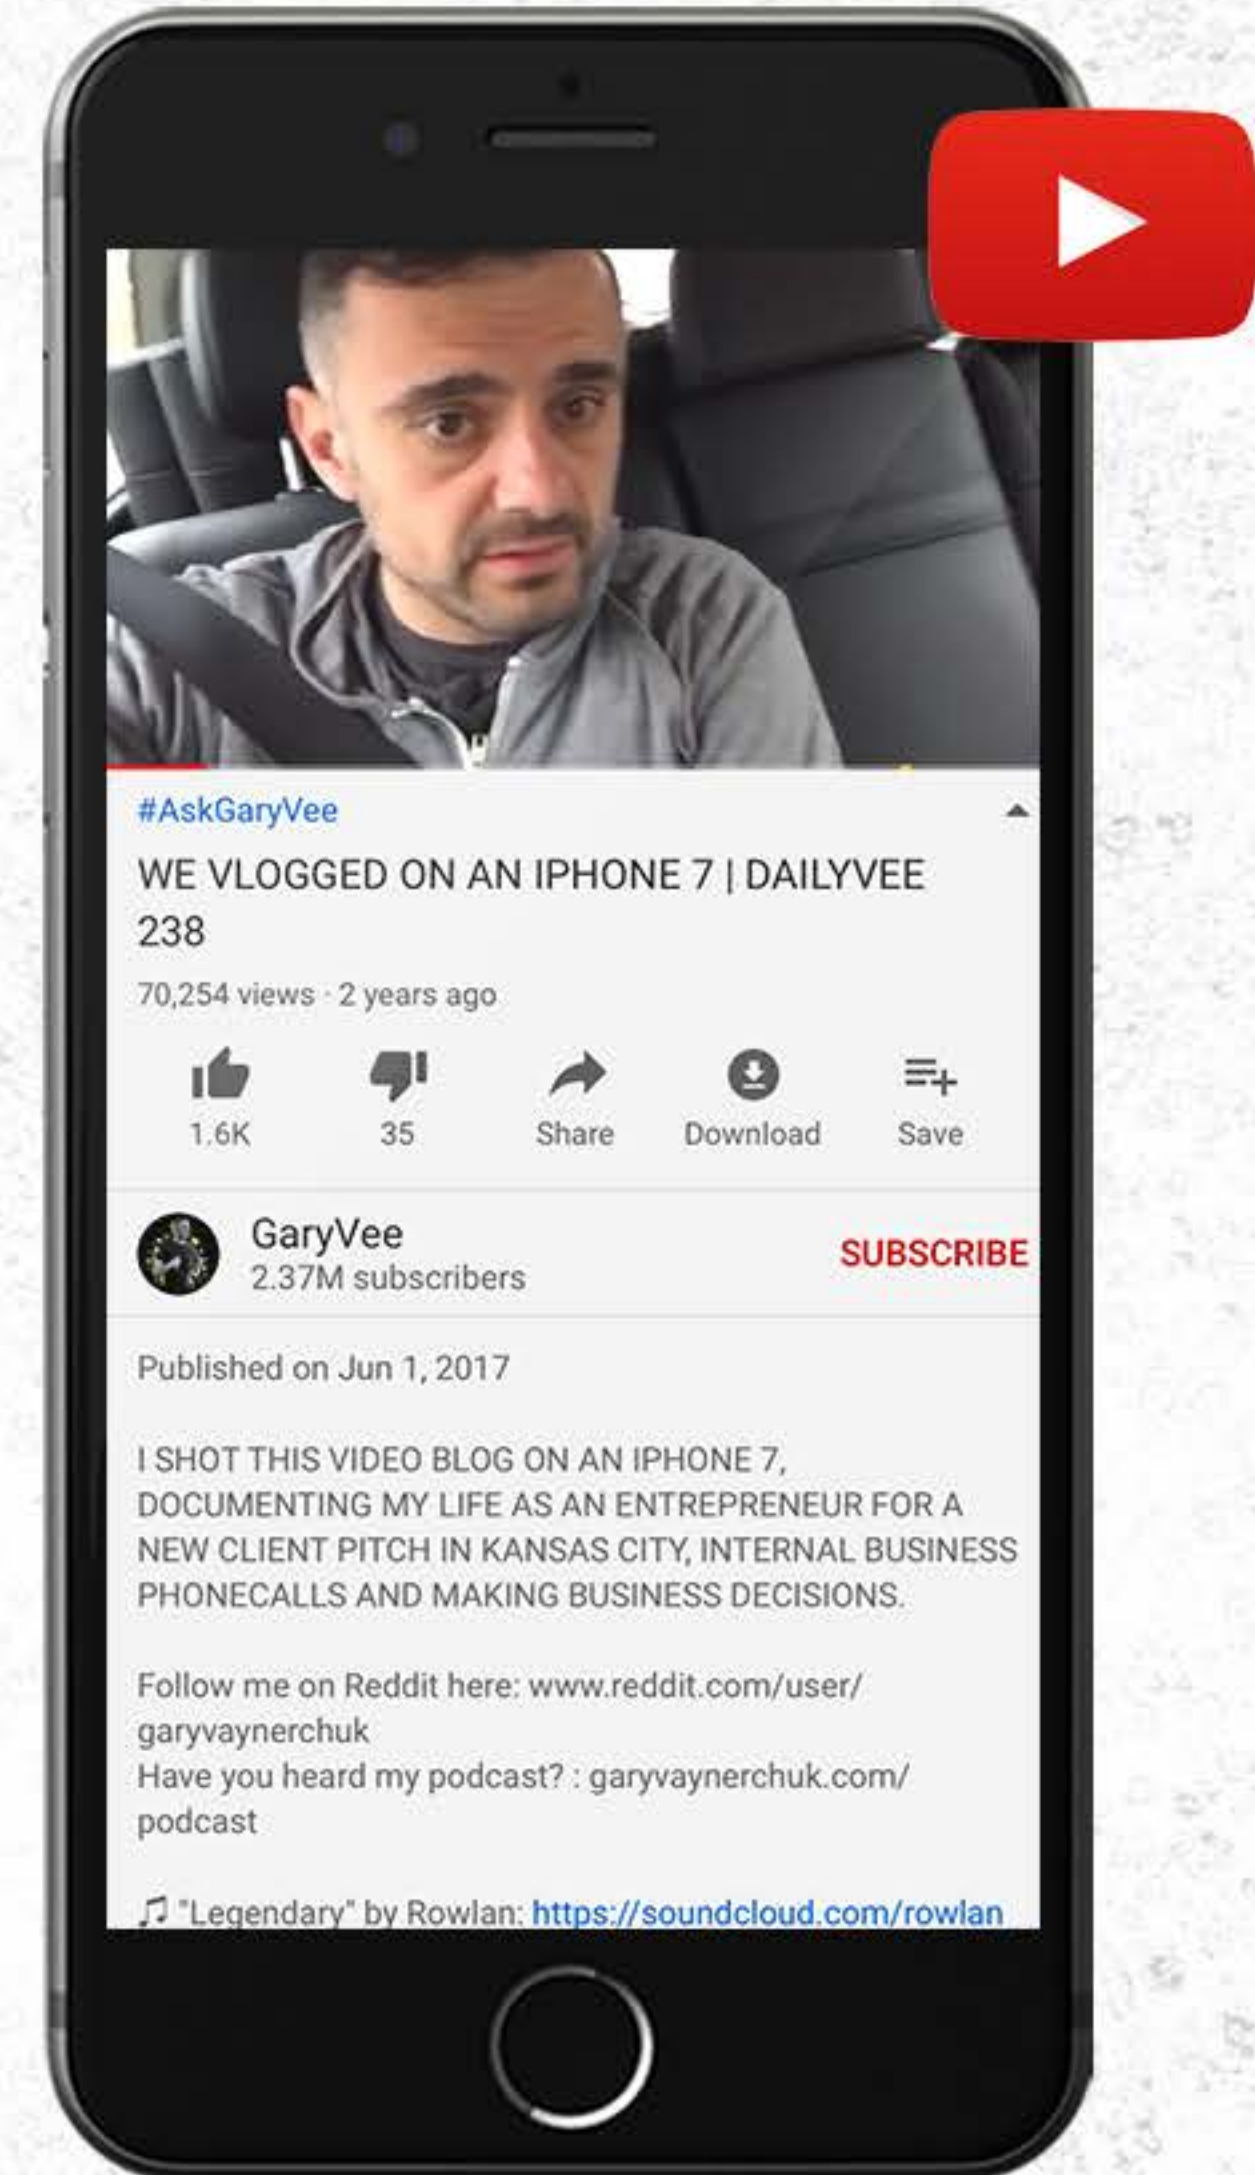 #AskGaryVee
WE VLOGGED ON AN IPHONE 7 | DAILYVEE
238
70,254 views · 2 years ago
1.6K 35 Share Download Save
GaryVee
2.37M subscribers
SUBSCRIBE
Published on Jun 1, 2017
I SHOT THIS VIDEO BLOG ON AN IPHONE 7,
DOCUMENTING MY LIFE AS AN ENTREPRENEUR FOR A
NEW CLIENT PITCH IN KANSAS CITY, INTERNAL BUSINESS
PHONECALLS AND MAKING BUSINESS DECISIONS.
Follow me on Reddit here: www.reddit.com/user/
garyvaynerchuk
Have you heard my podcast? : garyvaynerchuk.com/
podcast
🎵 "Legendary" by Rowlan: https://soundcloud.com/rowlan